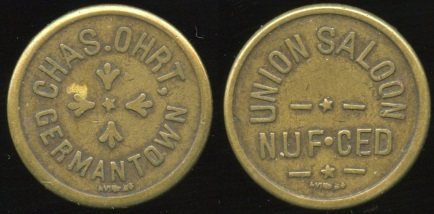 CHAS. OHRT.
GERMANTOWN
UNION SALOON
N.U.F•CED